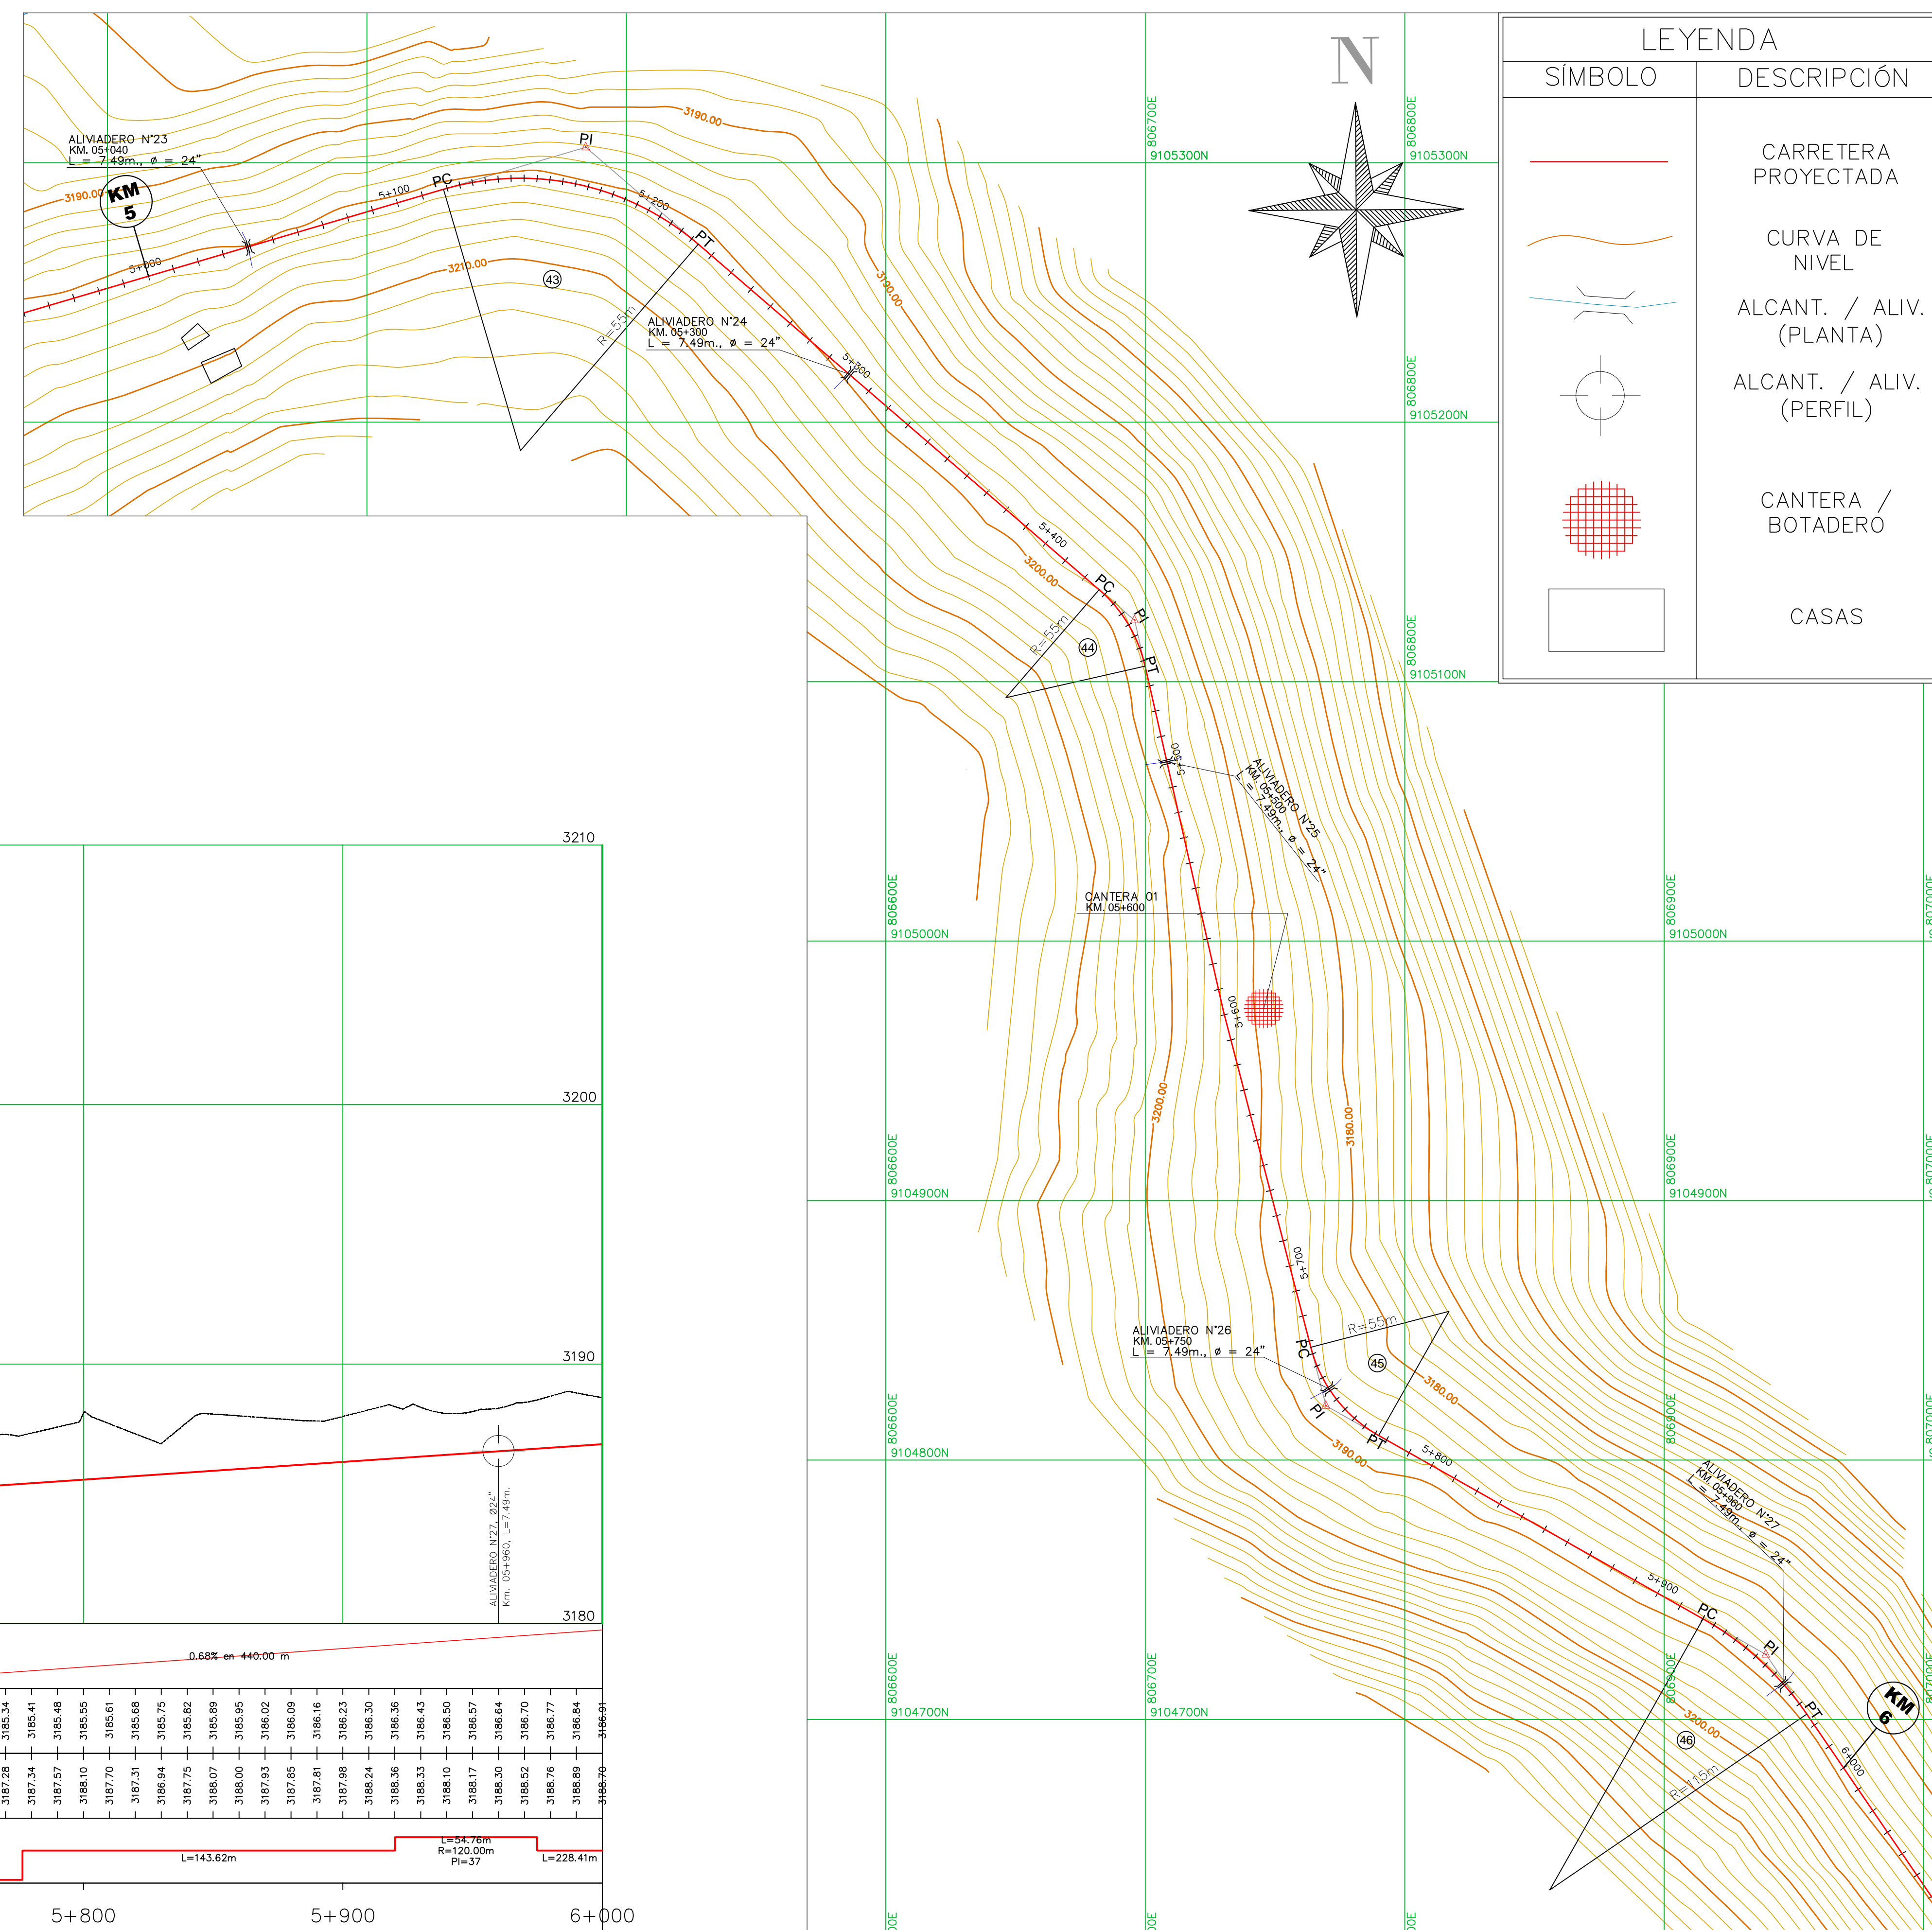 LEYENDA
SÍMBOLO
DESCRIPCIÓN
CARRETERA
PROYECTADA
CURVA DE
NIVEL
ALCANT. / ALIV.
(PLANTA)
ALCANT. / ALIV.
(PERFIL)
CANTERA /
BOTADERO
CASAS
N
ALIVIADERO N°23
KM. 05+040
L = 7.49m., ø = 24"
KM
5
3190.00
5+000
5+100
PC
PI
3190.00
5+200
PT
3210.00
43
R=55m
3190.00
ALIVIADERO N°24
KM. 05+300
L = 7.49m., ø = 24"
5+300
806700E
9105300N
806800E
9105300N
806800E
9105200N
5+400
3200.00
PC
PI
R=55m
44
PT
806800E
9105100N
5+500
ALIVIADERO N°25
KM. 05+500
L = 7.49m., ø = 24"
CANTERA 01
KM. 05+600
806600E
9105000N
806900E
9105000N
807000E
5+600
3200.00
3180.00
806600E
9104900N
806900E
9104900N
807000E
5+700
ALIVIADERO N°26
KM. 05+750
L = 7.49m., ø = 24"
PC
R=55m
45
3180.00
PI
PT
3190.00
5+800
806600E
9104800N
806900E
807000E
ALIVIADERO N°27
KM. 05+960
L = 7.49m., ø = 24"
5+900
PC
PI
PT
806600E
9104700N
806700E
9104700N
806900E
807000E
3200.00
46
R=115m
KM
6
6+000
3210
3200
3190
3180
ALIVIADERO N°27, Ø24"
Km. 05+960, L=7.49m.
0.68% en 440.00 m
3185.34 3185.41 3185.48 3185.55 3185.61 3185.68 3185.75 3185.82 3185.89 3185.95 3186.02 3186.09 3186.16 3186.23 3186.30 3186.36 3186.43 3186.50 3186.57 3186.64 3186.70 3186.77 3186.84 3186.91
3187.28 3187.34 3187.57 3188.10 3187.70 3187.31 3186.94 3187.75 3188.07 3188.00 3187.93 3187.85 3187.81 3187.98 3188.24 3188.36 3188.33 3188.10 3188.17 3188.30 3188.52 3188.76 3188.89 3188.70
L=143.62m
L=54.76m
R=120.00m
PI=37
L=228.41m
5+800
5+900
6+000